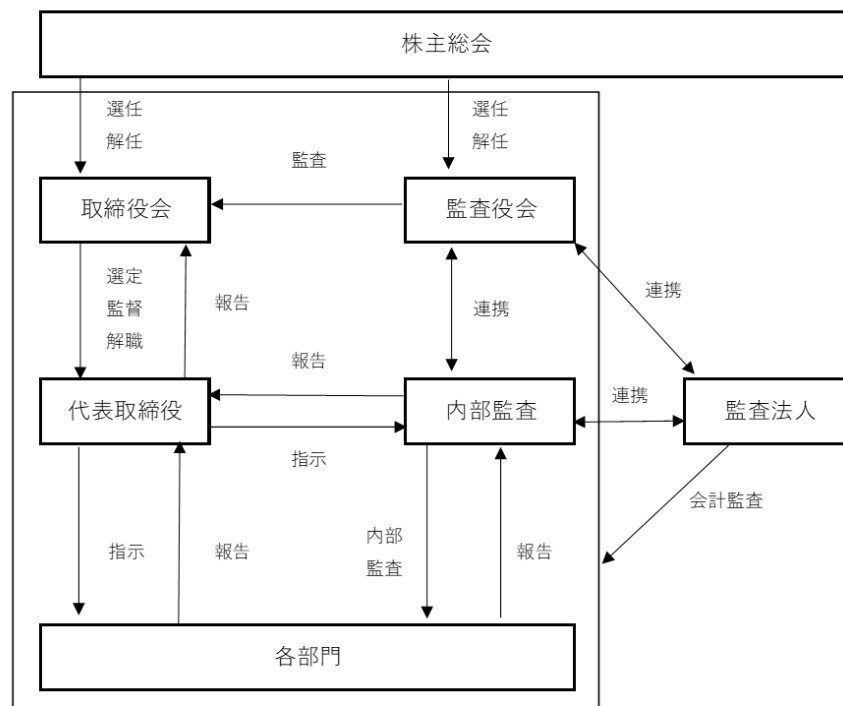 株主総会
選任
解任
選任
解任
監査
取締役会
監査役会
選定
監督
解職
報告
連携
連携
報告
代表取締役
内部監査
連携
監査法人
指示
会計監査
指示
報告
内部
監査
報告
各部門